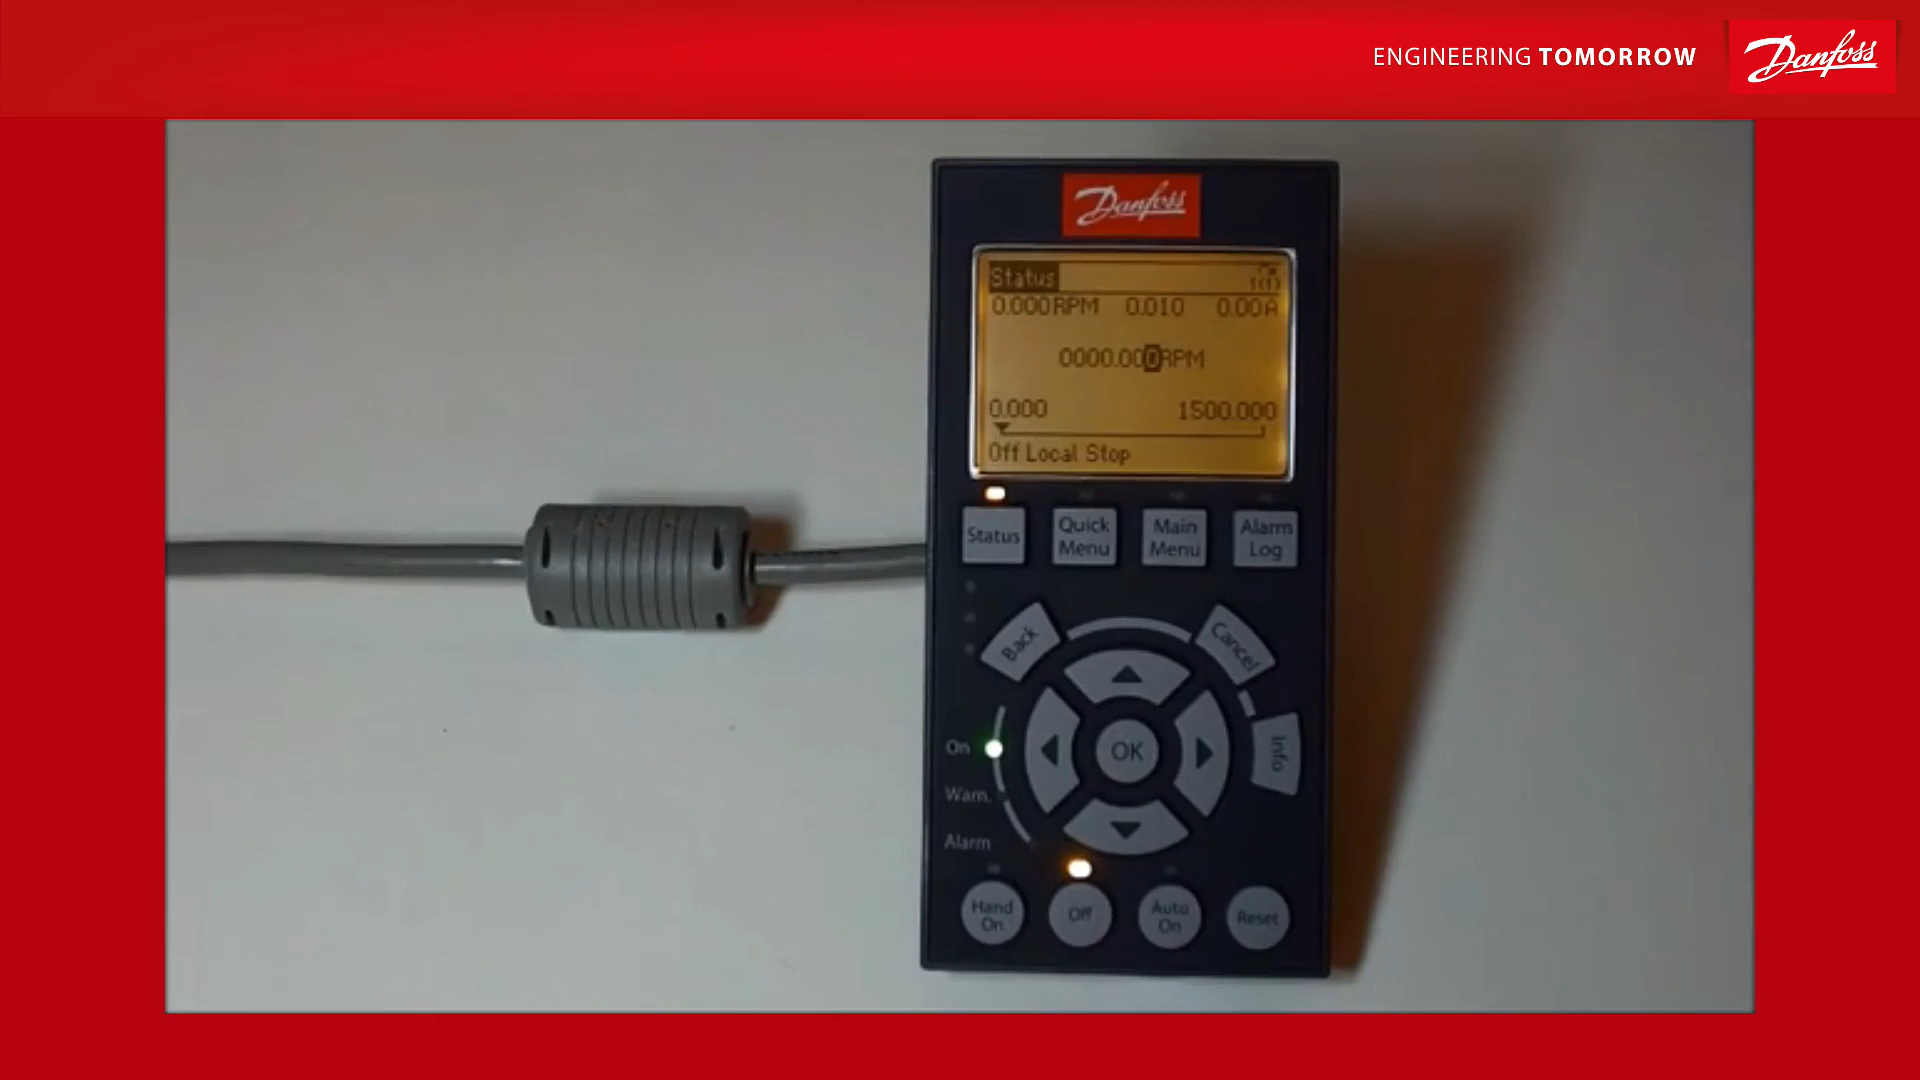 ENGINEERING TOMORROW
Danfoss
Danfoss
Status
0.000RPM 0.010 0.00A
0000.000RPM
0.000 1500.000
Off Local Stop
Status
Quick Menu
Main Menu
Alarm Log
Back
Cancel
Info
OK
On
Warn.
Alarm
Hand On
Off
Auto On
Reset